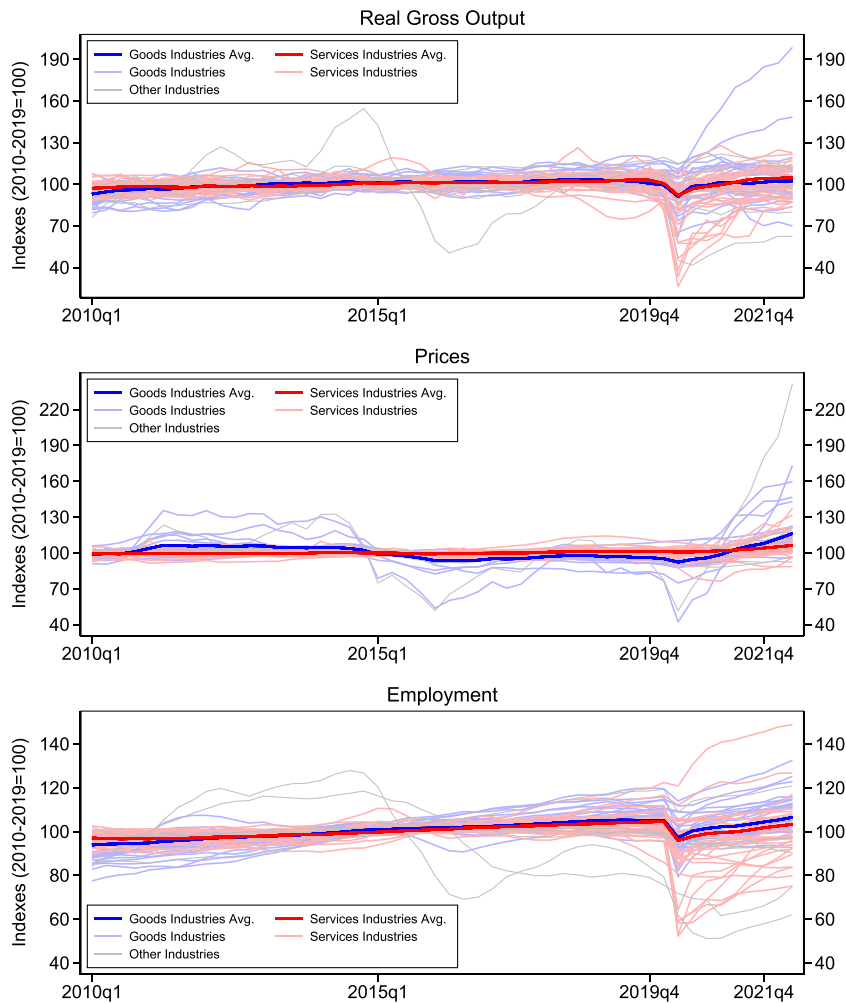 Real Gross Output
Indexes (2010-2019=100)
190
160
130
100
70
40
Goods Industries Avg.
Services Industries Avg.
Goods Industries
Services Industries
Other Industries
190
160
130
100
70
40
2010q1
2015q1
2019q4
2021q4
Prices
Indexes (2010-2019=100)
220
190
160
130
100
70
40
Goods Industries Avg.
Services Industries Avg.
Goods Industries
Services Industries
Other Industries
220
190
160
130
100
70
40
2010q1
2015q1
2019q4
2021q4
Employment
Indexes (2010-2019=100)
140
120
100
80
60
40
Goods Industries Avg.
Services Industries Avg.
Goods Industries
Services Industries
Other Industries
140
120
100
80
60
40
2010q1
2015q1
2019q4
2021q4